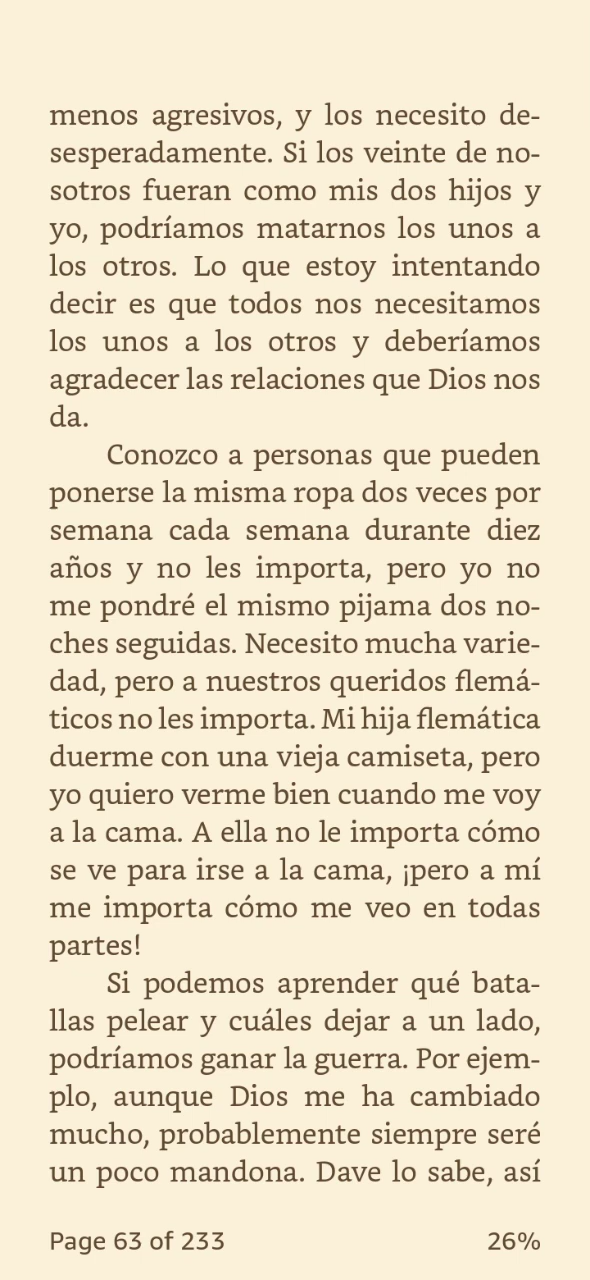 menos agresivos, y los necesito de-
sesperadamente. Si los veinte de no-
sotros fueran como mis dos hijos y
yo, podríamos matarnos los unos a
los otros. Lo que estoy intentando
decir es que todos nos necesitamos
los unos a los otros y deberíamos
agradecer las relaciones que Dios nos
da.
Conozco a personas que pueden
ponerse la misma ropa dos veces por
semana cada semana durante diez
años y no les importa, pero yo no
me pondré el mismo pijama dos no-
ches seguidas. Necesito mucha varie-
dad, pero a nuestros queridos flemá-
ticos no les importa. Mi hija flemática
duerme con una vieja camiseta, pero
yo quiero verme bien cuando me voy
a la cama. A ella no le importa cómo
se ve para irse a la cama, ¡pero a mí
me importa cómo me veo en todas
partes!
Si podemos aprender qué bata-
llas pelear y cuáles dejar a un lado,
podríamos ganar la guerra. Por ejem-
plo, aunque Dios me ha cambiado
mucho, probablemente siempre seré
un poco mandona. Dave lo sabe, así
Page 63 of 233 26%